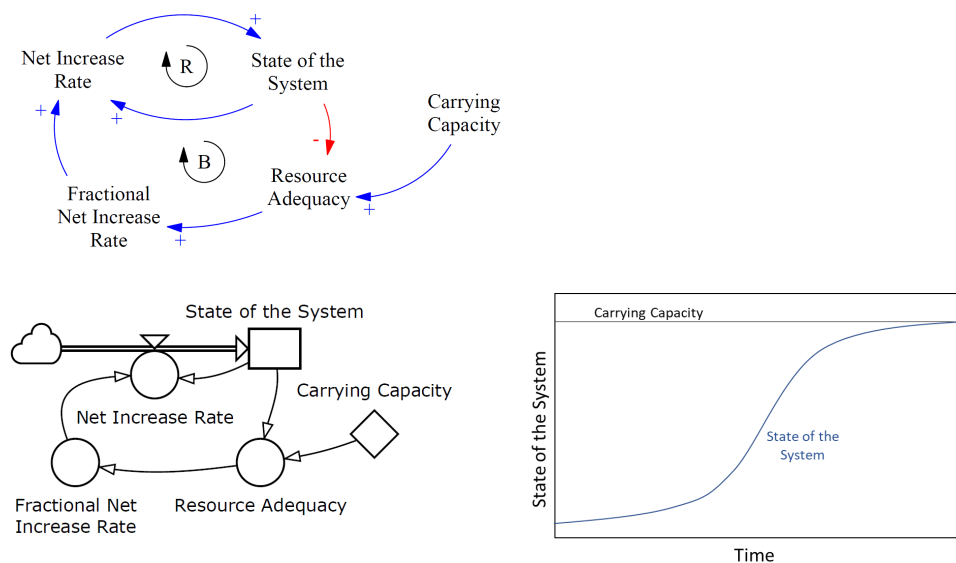 Net Increase
Rate
R
State of the
System
Carrying
Capacity
B
Resource
Adequacy
Fractional
Net Increase
Rate
+
+
+
-
+
+
State of the System
Carrying Capacity
Net Increase Rate
Fractional Net
Increase Rate
Resource Adequacy
Carrying Capacity
State of the System
State of the
System
Time